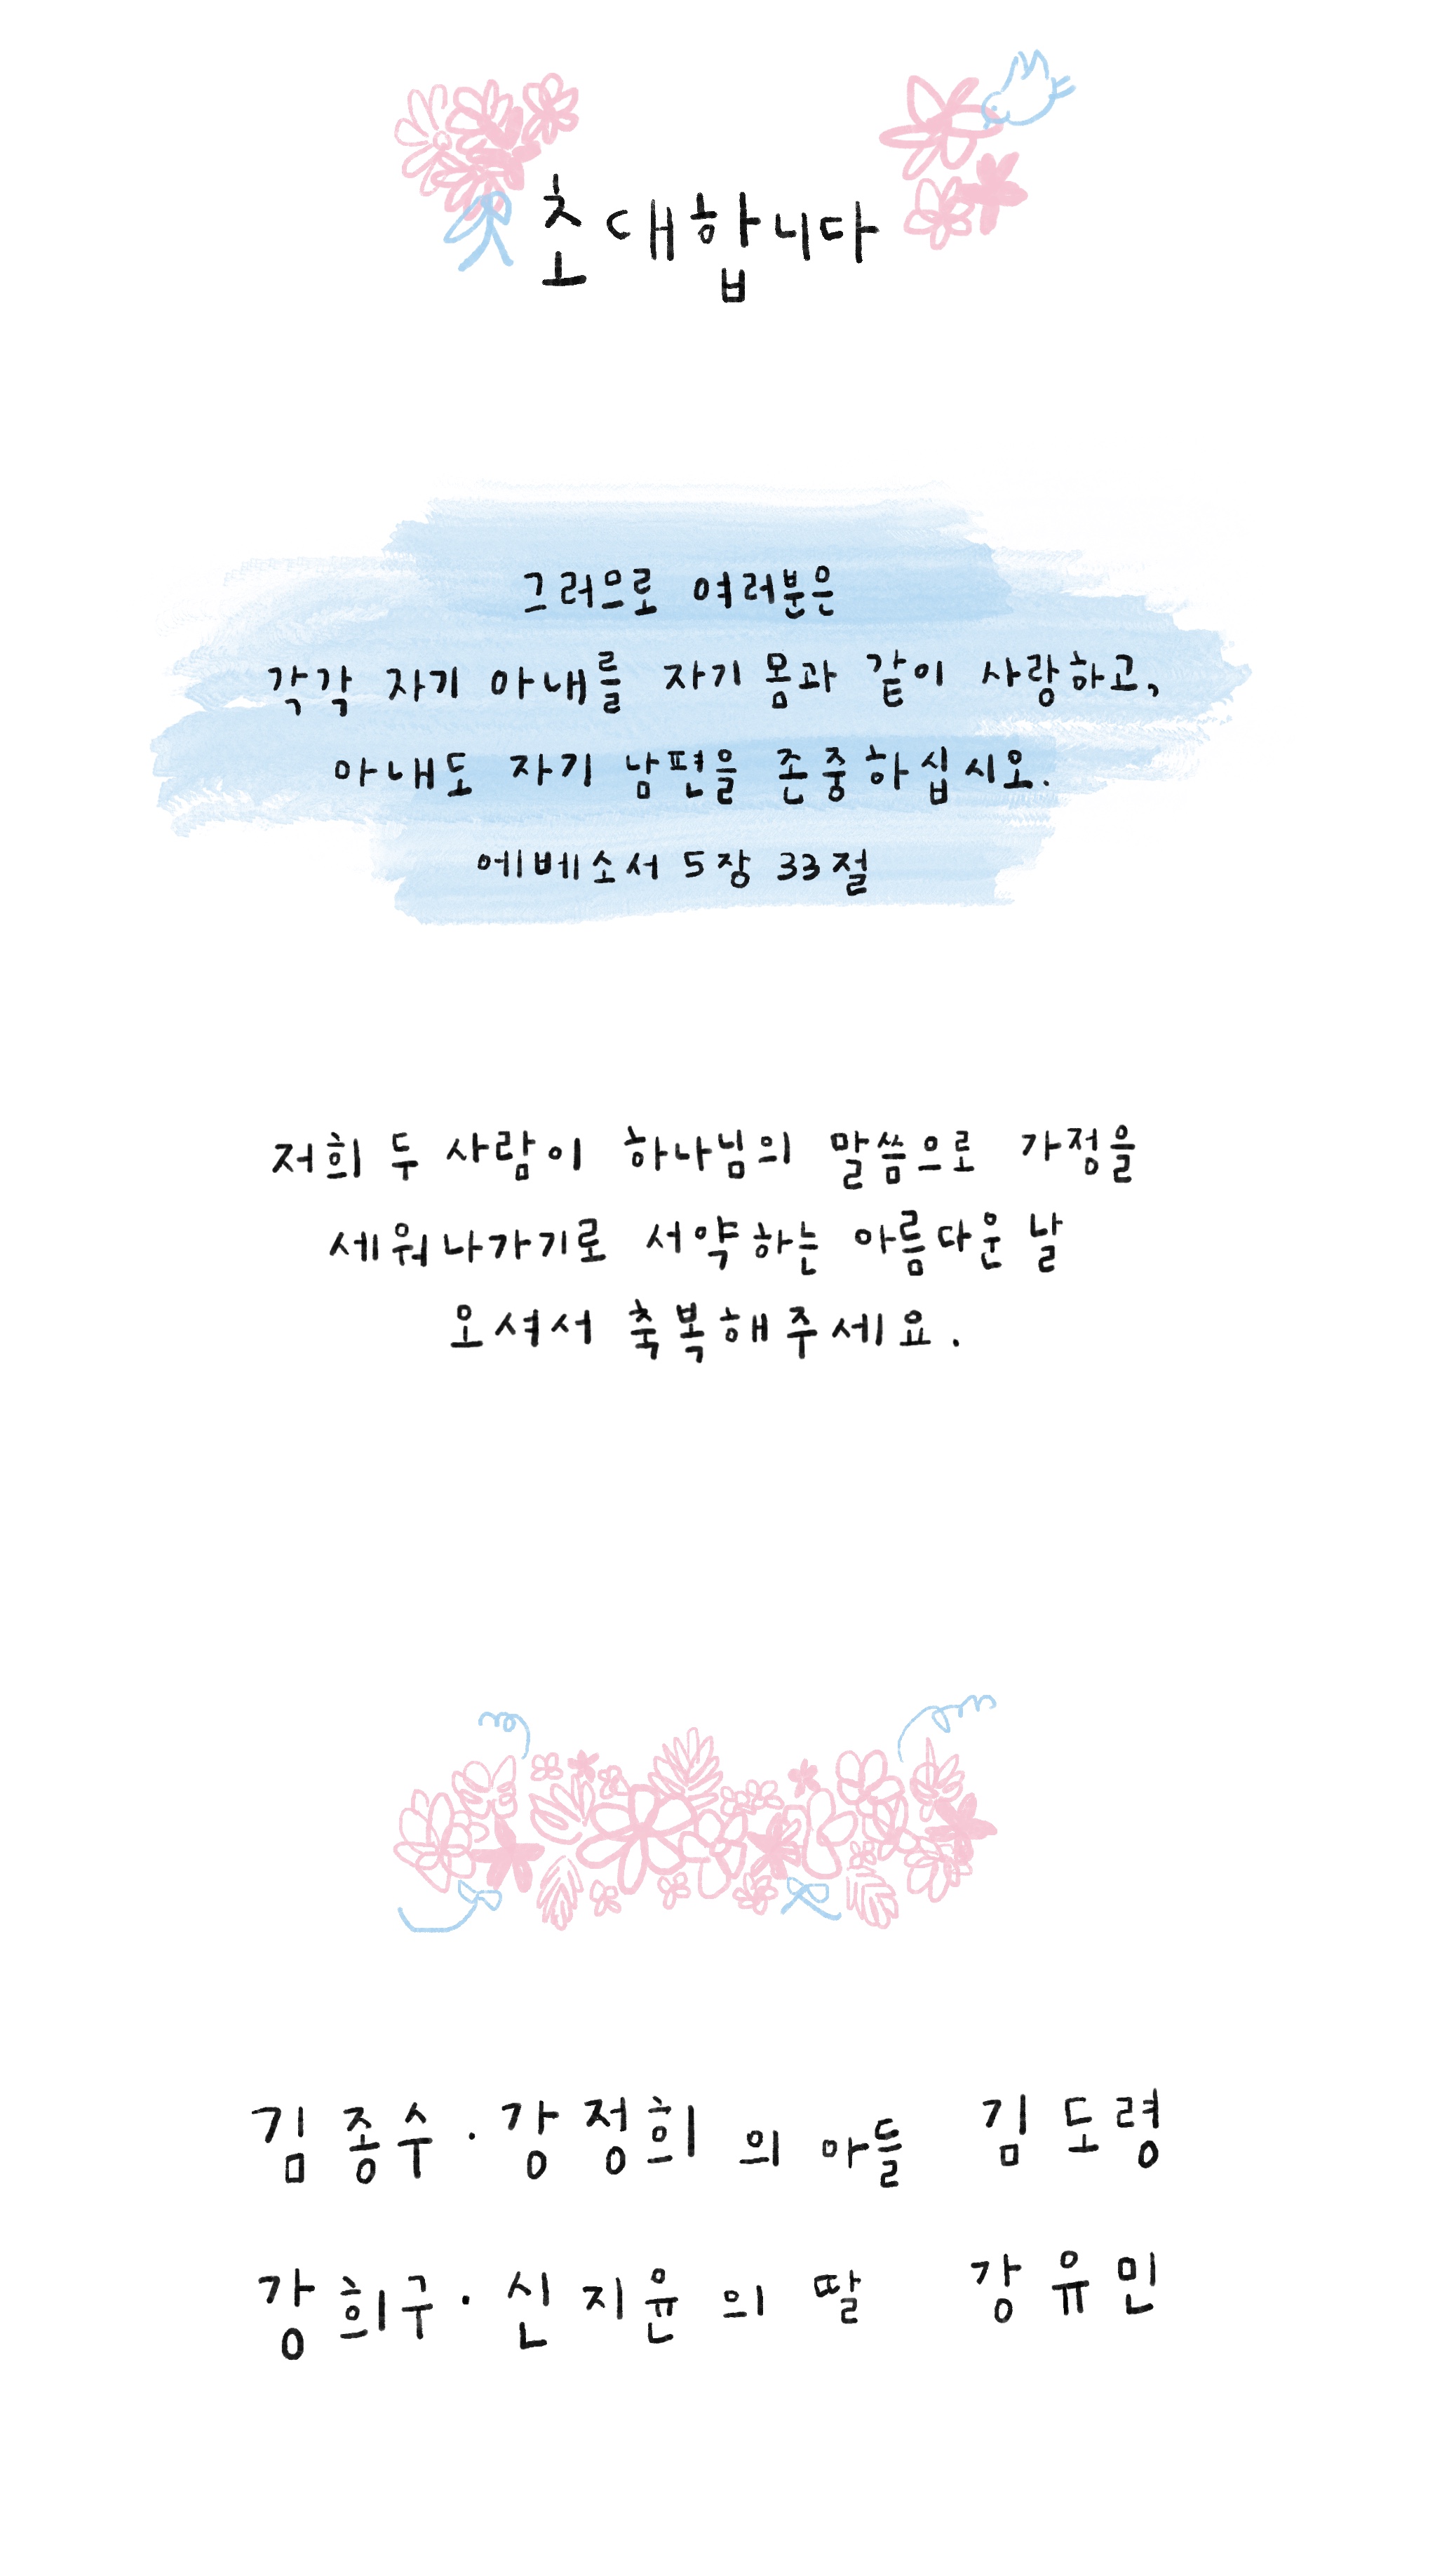 초대합니다
그러므로 여러분은
각각 자기 아내를 자기 몸과 같이 사랑하고,
아내도 자기 남편을 존중하십시오.
에베소서 5장 33절
저희 두 사람이 하나님의 말씀으로 가정을
세워나가기로 서약하는 아름다운 날
오셔서 축복해주세요.
김종수·강정희의 아들 김도령
강희구·신지윤의 딸 강유민